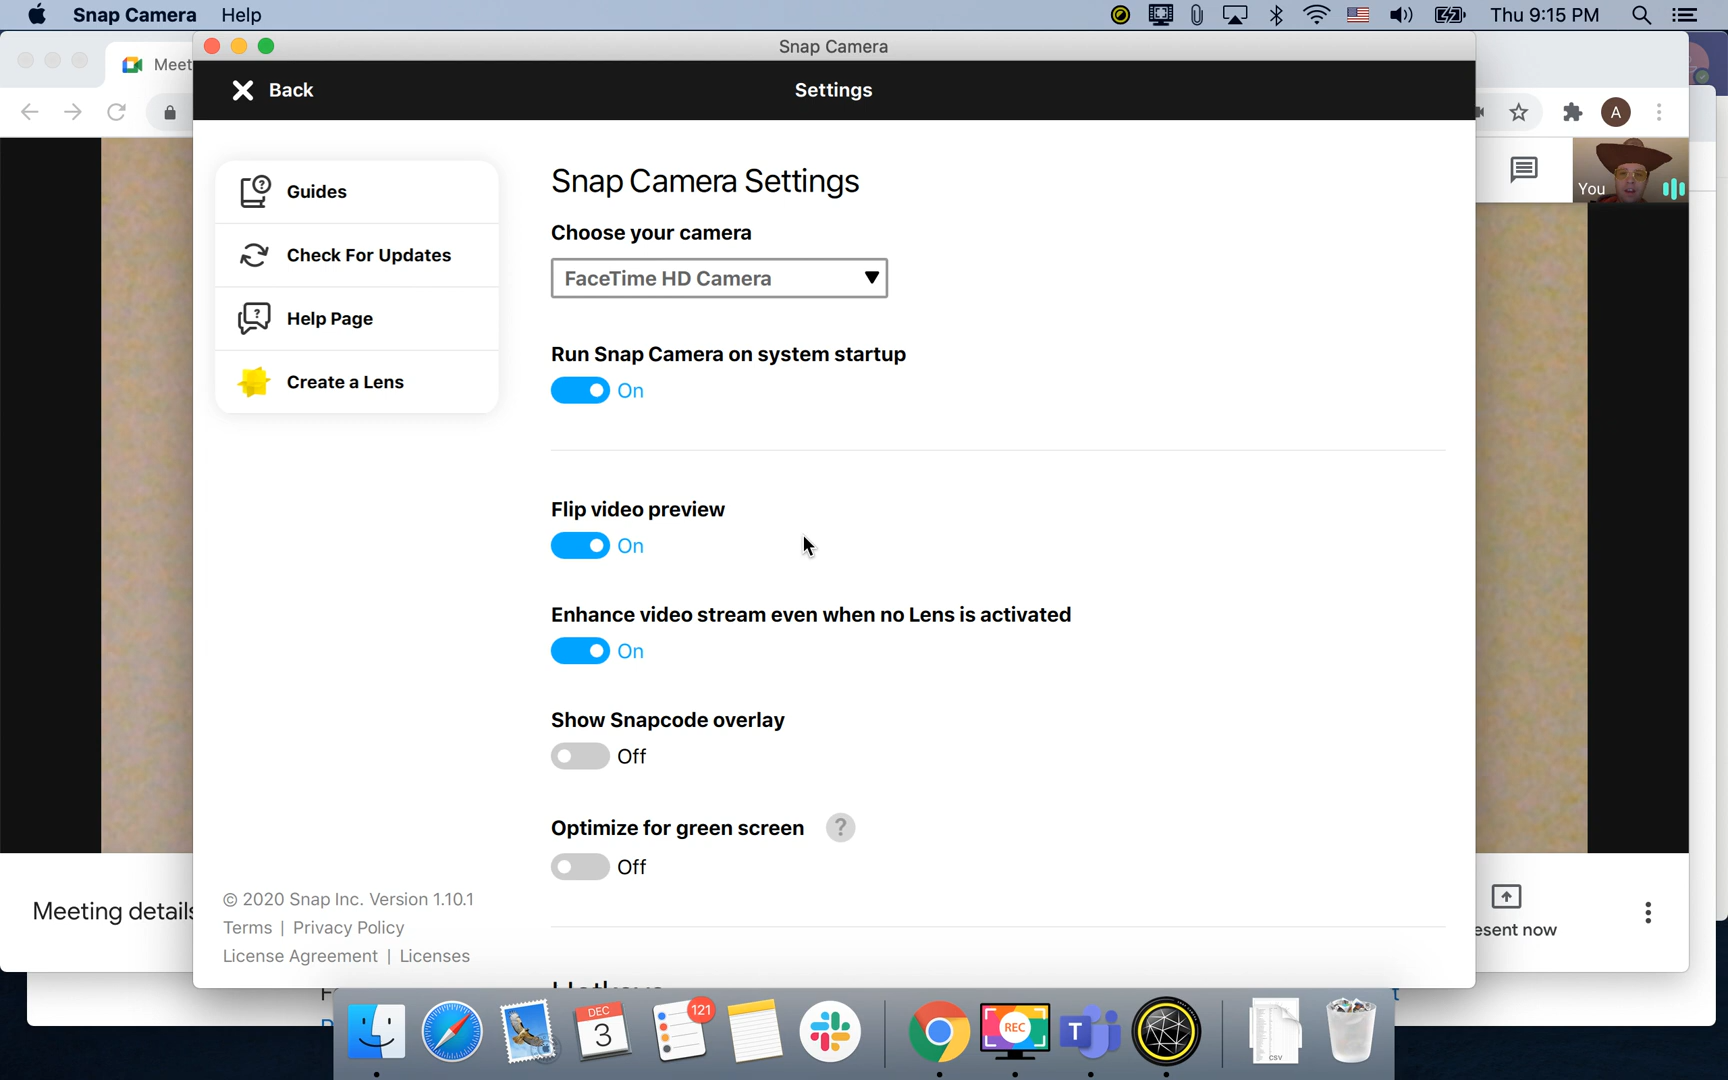 Snap Camera Help
Thu 9:15 PM
Snap Camera
Meet
Back
Settings
A
Guides
Check For Updates
Help Page
Create a Lens
Snap Camera Settings
Choose your camera
FaceTime HD Camera
Run Snap Camera on system startup
On
Flip video preview
On
Enhance video stream even when no Lens is activated
On
Show Snapcode overlay
Off
Optimize for green screen ?
Off
You
© 2020 Snap Inc. Version 1.10.1
Terms | Privacy Policy
License Agreement | Licenses
Meeting details
esent now
DEC
3
121
REC
T
CSV